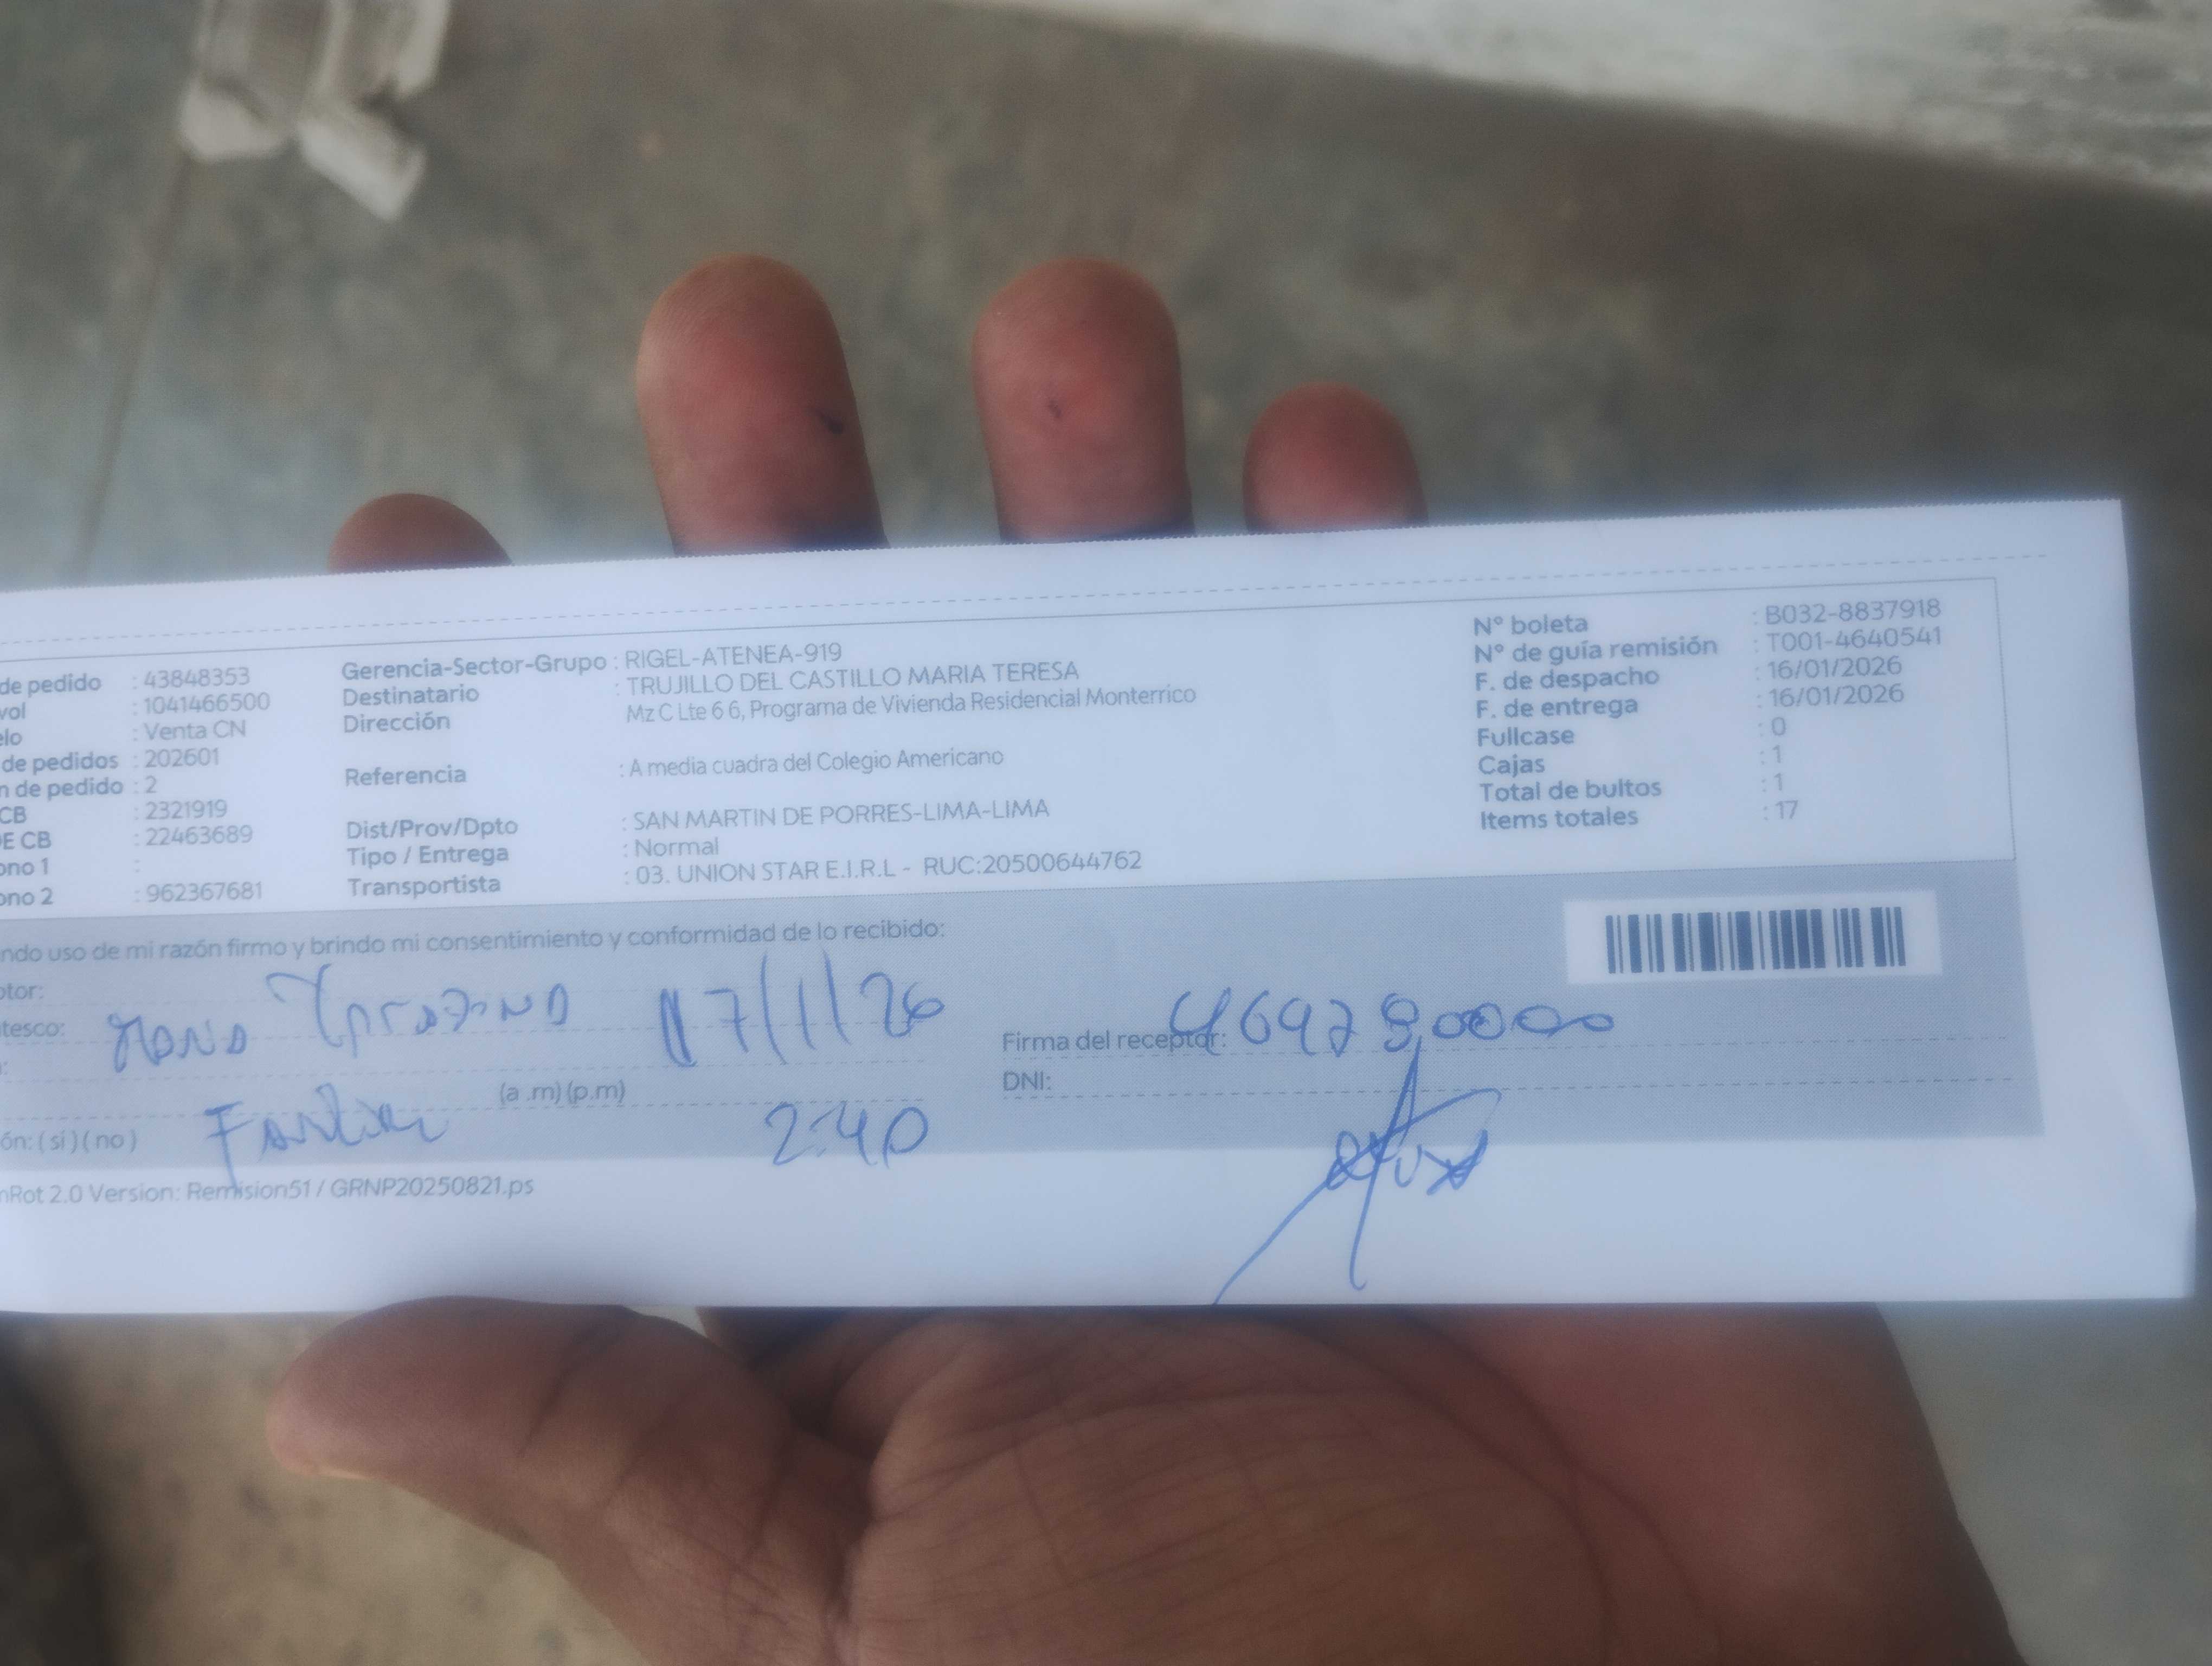 de pedido : 43848353
vol : 1041466500
elo : Venta CN
de pedidos : 202601
n de pedido : 2
CB : 2321919
E CB : 22463689
ono 1 :
ono 2 : 962367681
Gerencia-Sector-Grupo : RIGEL-ATENEA-919
Destinatario : TRUJILLO DEL CASTILLO MARIA TERESA
Dirección Mz C Lte 6 6, Programa de Vivienda Residencial Monterrico
Referencia : A media cuadra del Colegio Americano
Dist/Prov/Dpto : SAN MARTIN DE PORRES-LIMA-LIMA
Tipo / Entrega : Normal
Transportista : 03. UNION STAR E.I.R.L - RUC:20500644762
N° boleta : B032-8837918
N° de guía remisión : T001-4640541
F. de despacho : 16/01/2026
F. de entrega : 16/01/2026
Fullcase : 0
Cajas : 1
Total de bultos : 1
Items totales : 17
ndo uso de mi razón firmo y brindo mi consentimiento y conformidad de lo recibido:
otor:
tesco: 17/1/26
Firma del receptor:
(a .m) (p.m)
DNI:
ón: ( sí ) ( no ) 2:40
nRot 2.0 Version: Remision51 / GRNP20250821.ps